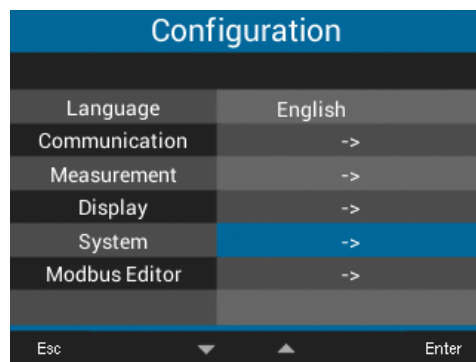 Configuration
Language English
Communication ->
Measurement ->
Display ->
System ->
Modbus Editor ->
Esc Enter